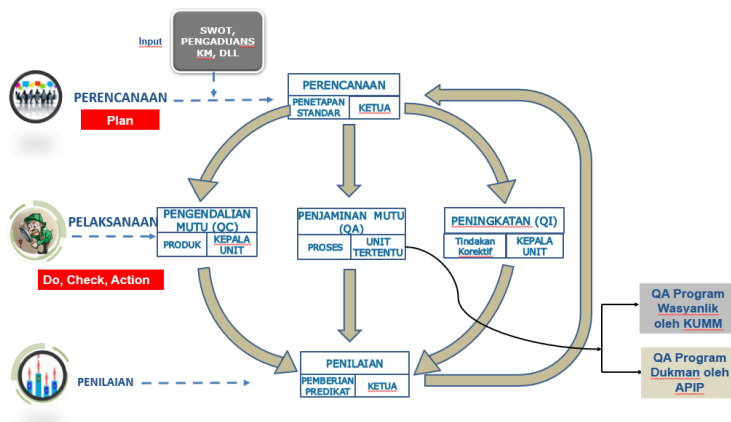 SWOT,
PENGADUANS
KM, DLL
Input
PERENCANAAN
Plan
PERENCANAAN
PENETAPAN
STANDAR
KETUA
PELAKSANAAN
Do, Check, Action
PENGENDALIAN
MUTU (QC)
PRODUK
KEPALA
UNIT
PENJAMINAN MUTU
(QA)
PROSES
UNIT
TERTENTU
PENINGKATAN (QI)
Tindakan
Korektif
KEPALA
UNIT
QA Program
Wasyanlik
oleh KUMM
QA Program
Dukman oleh
APIP
PENILAIAN
PENILAIAN
PEMBERIAN
PREDIKAT
KETUA